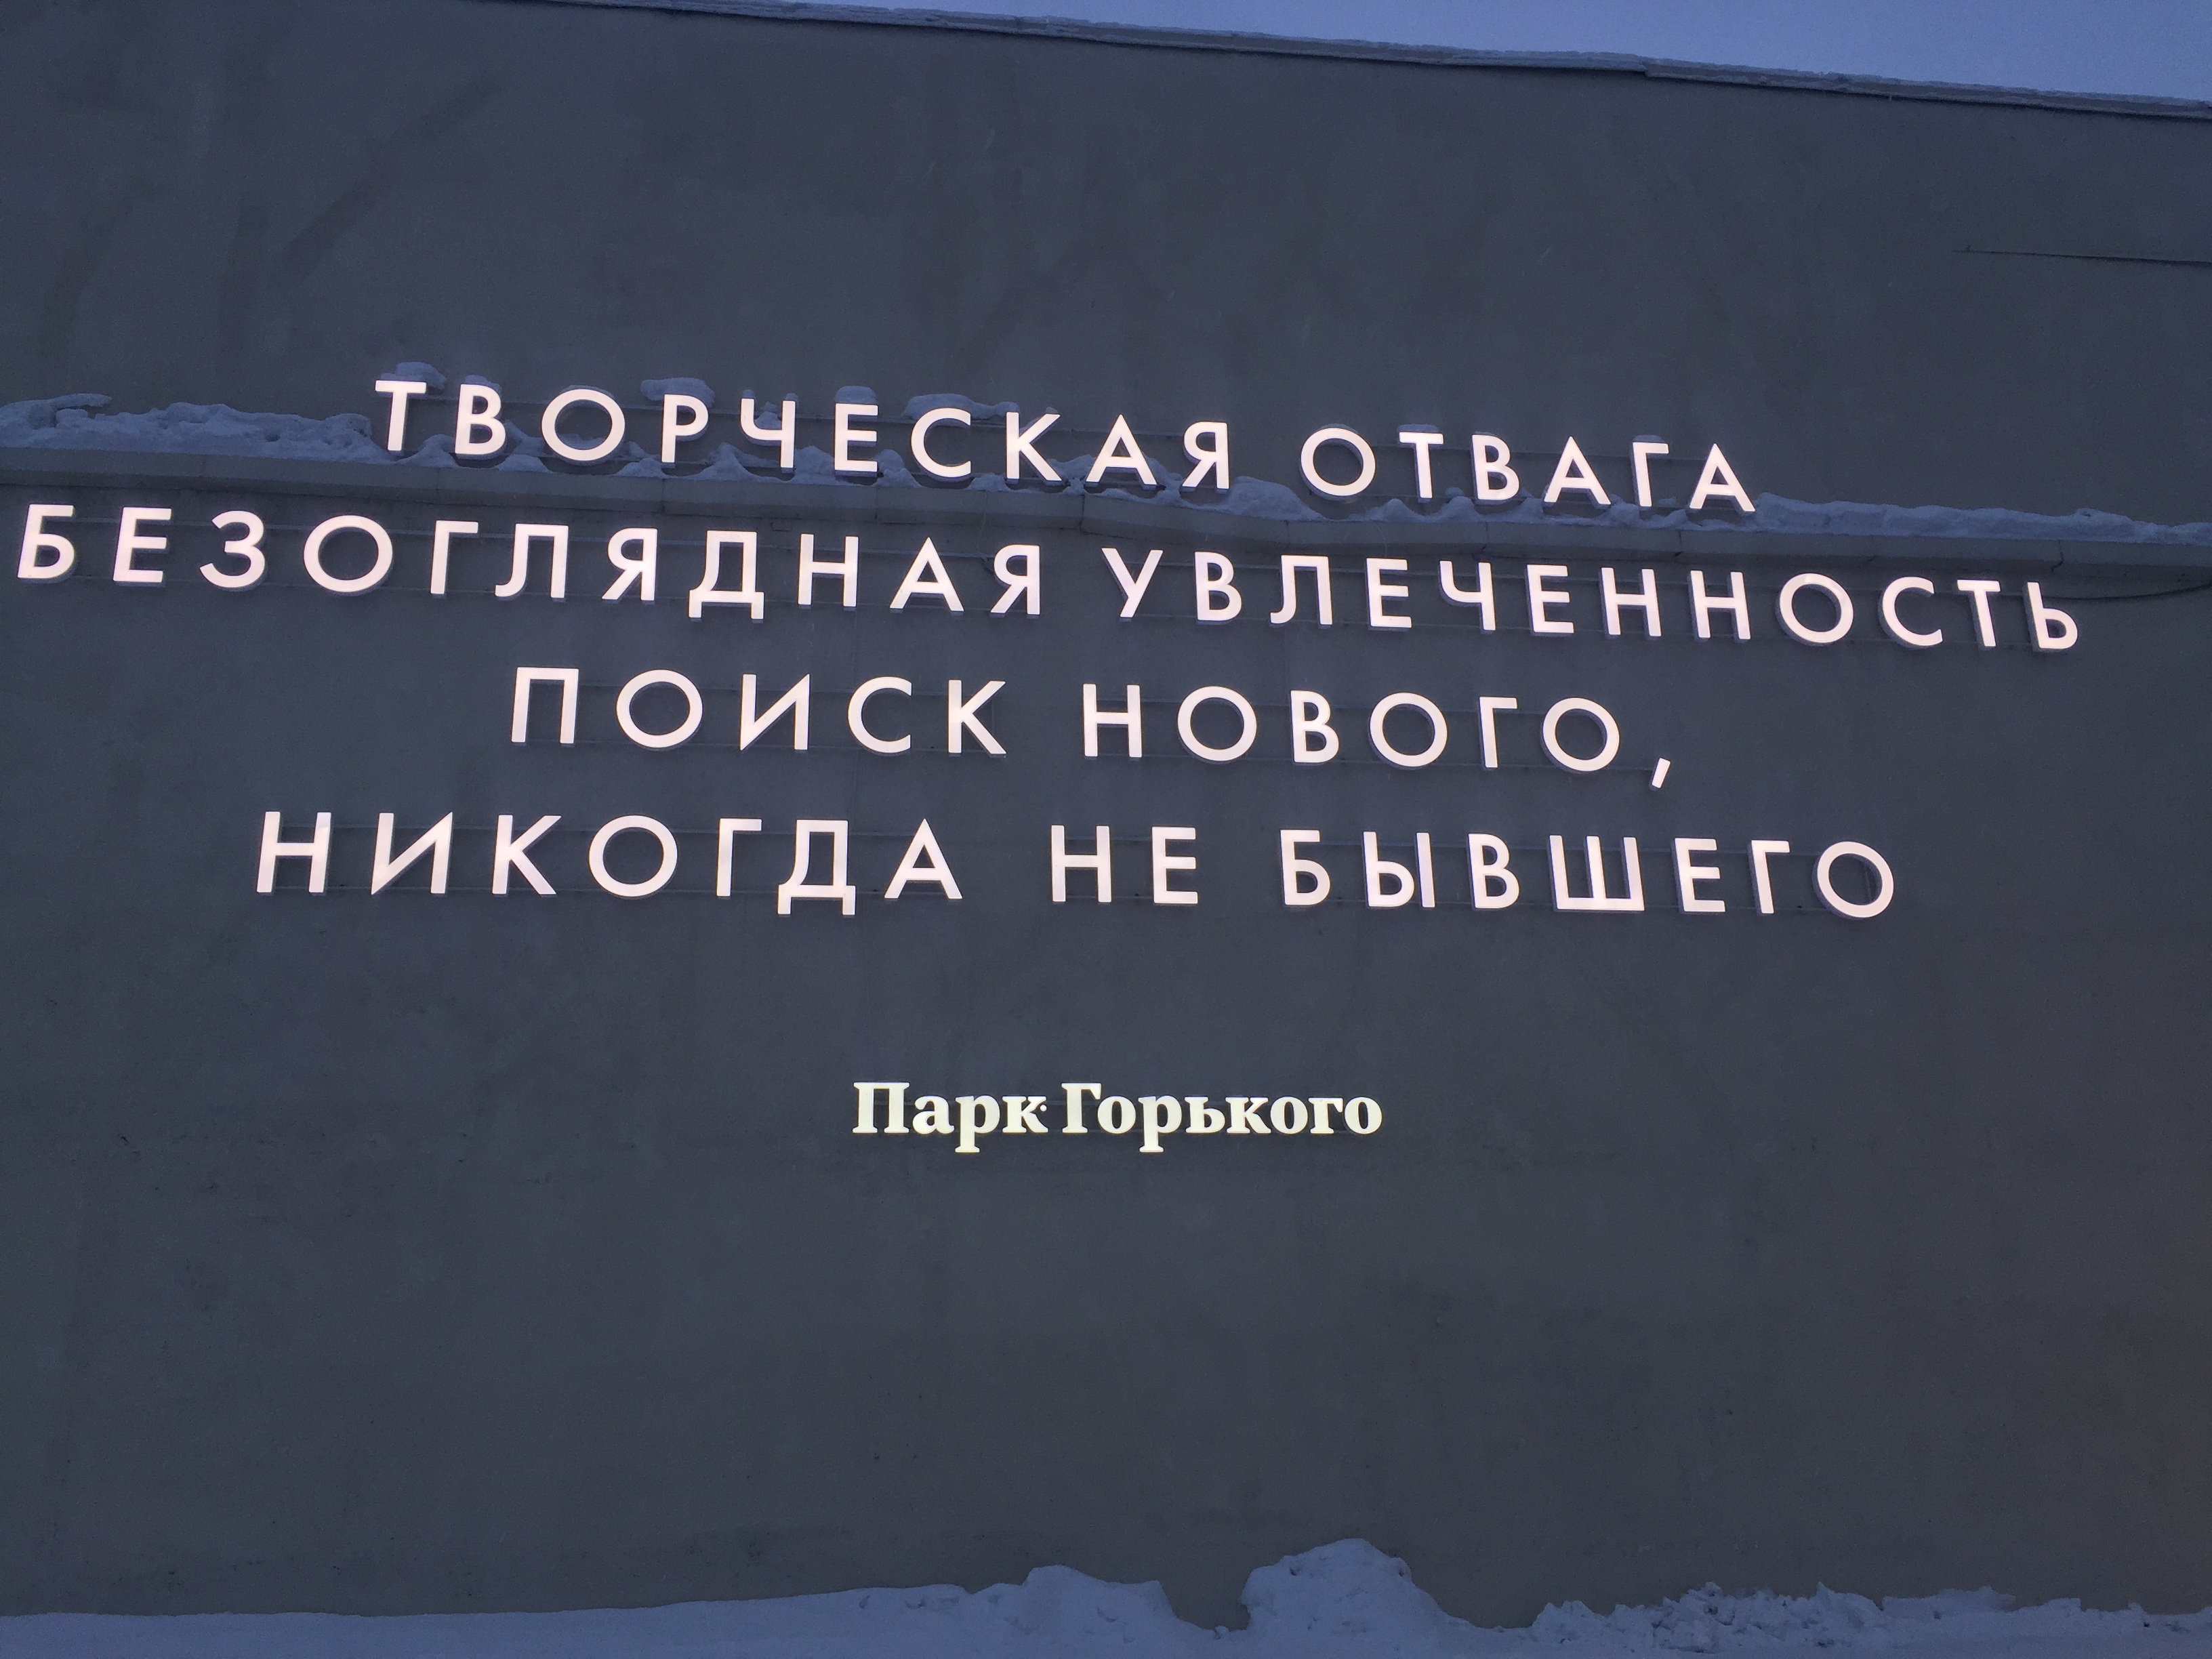 ТВОРЧЕСКАЯ ОТВАГА
БЕЗОГЛЯДНАЯ УВЛЕЧЕННОСТЬ
ПОИСК НОВОГО,
НИКОГДА НЕ БЫВШЕГО
Парк Горького